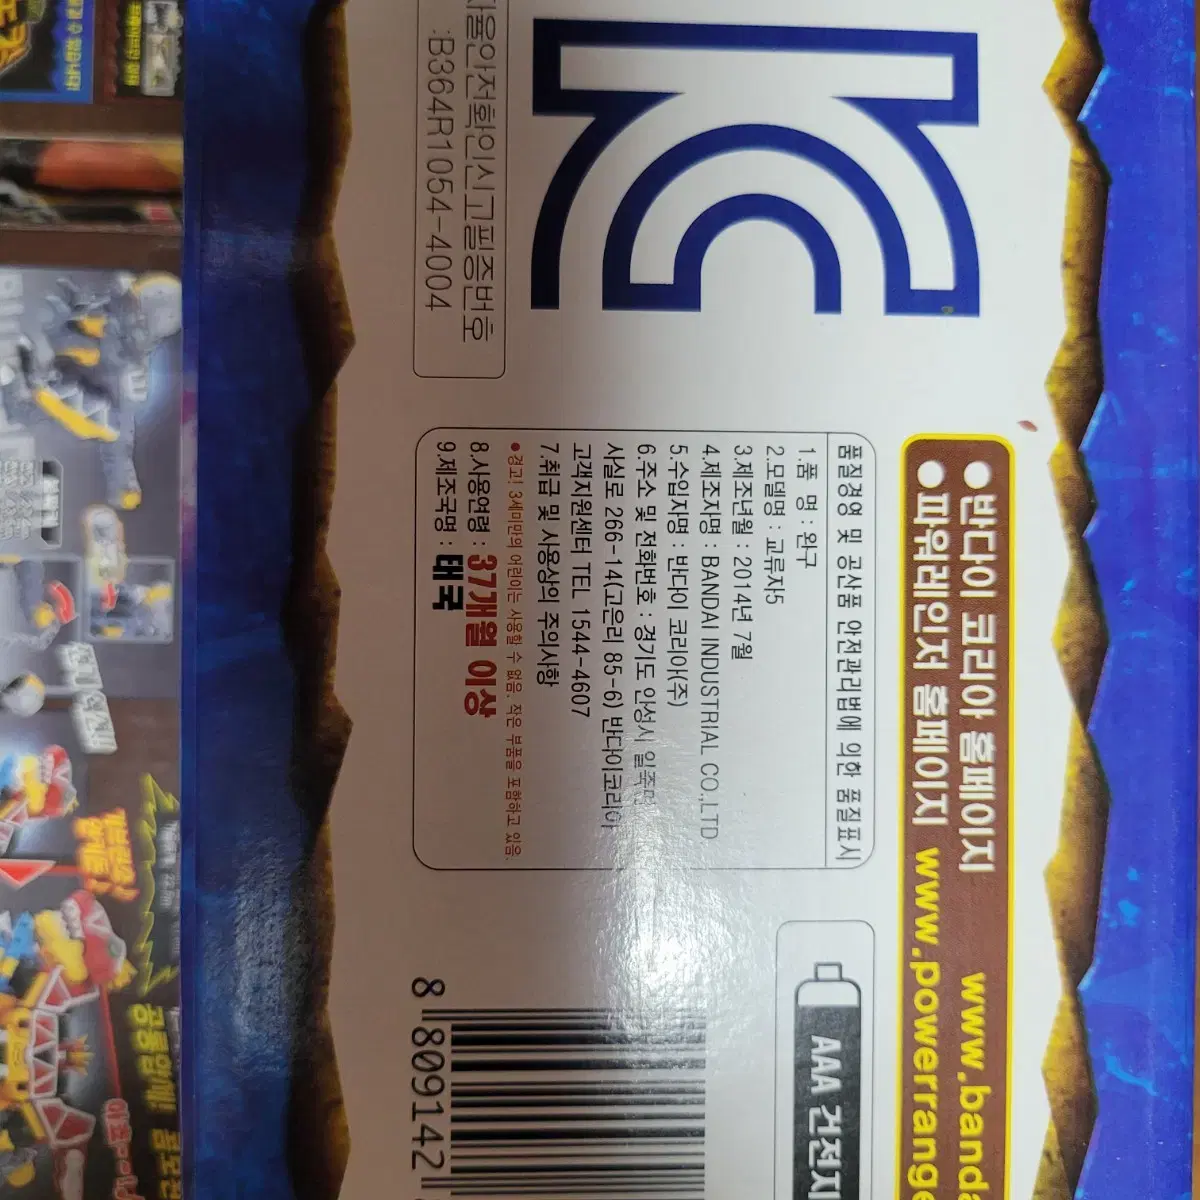 ● 반다이 코리아 홈페이지 www.banda
● 파워레인저 홈페이지 www.powerrange
KC
자율안전확인신고필증번호
:B364R1054-4004
품질경영 및 공산품 안전관리법에 의한 품질표시
1.품 명 : 완구
2.모델명 : 교류자5
3.제조년월 : 2014년 7월
4.제조자명 : BANDAI INDUSTRIAL CO.,LTD
5.수입자명 : 반다이 코리아(주)
6.주소 및 전화번호 : 경기도 안성시 일죽면
사실로 266-14(고은리 85-6) 반다이코리아
고객지원센터 TEL 1544-4607
7.취급 및 사용상의 주의사항
●경고! 3세미만의 어린이는 사용할 수 없음. 작은 부품을 포함하고 있음.
8.사용연령 : 37개월 이상
9.제조국명 : 태국
AAA 건전지
8 809142